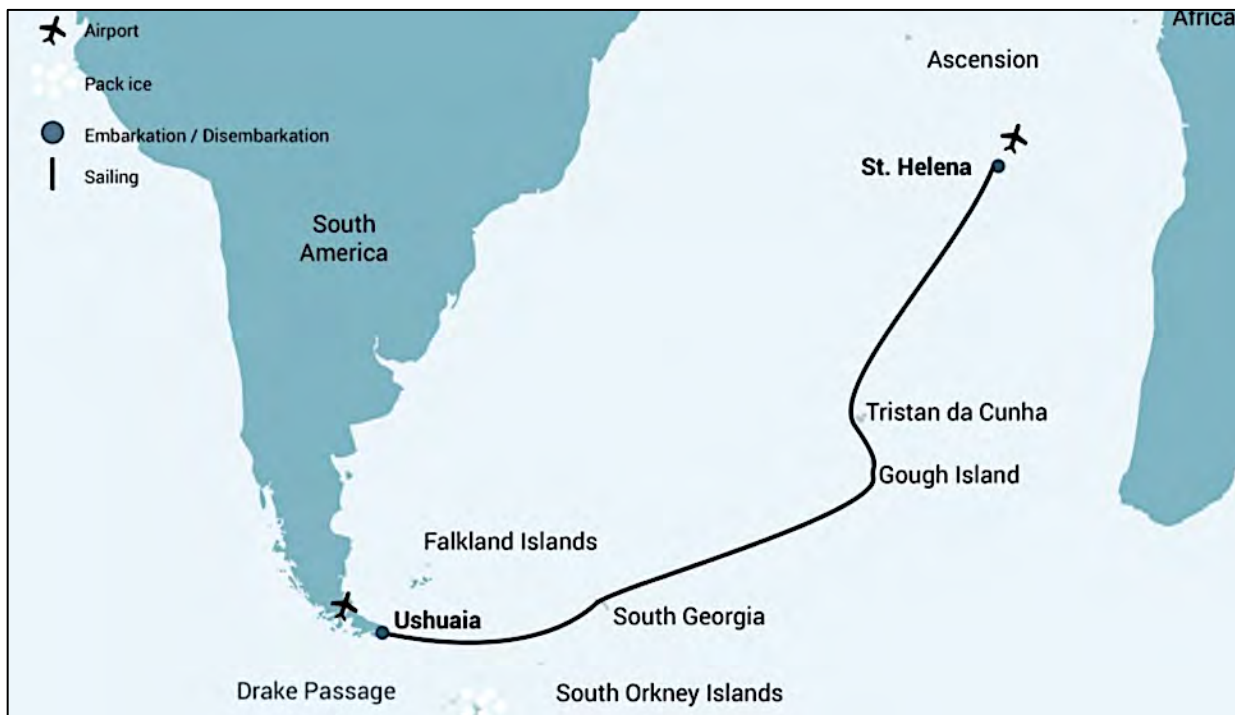 Airport
Pack ice
Embarkation / Disembarkation
Sailing
Africa
Ascension
St. Helena
South
America
Tristan da Cunha
Gough Island
Falkland Islands
Ushuaia
South Georgia
Drake Passage
South Orkney Islands